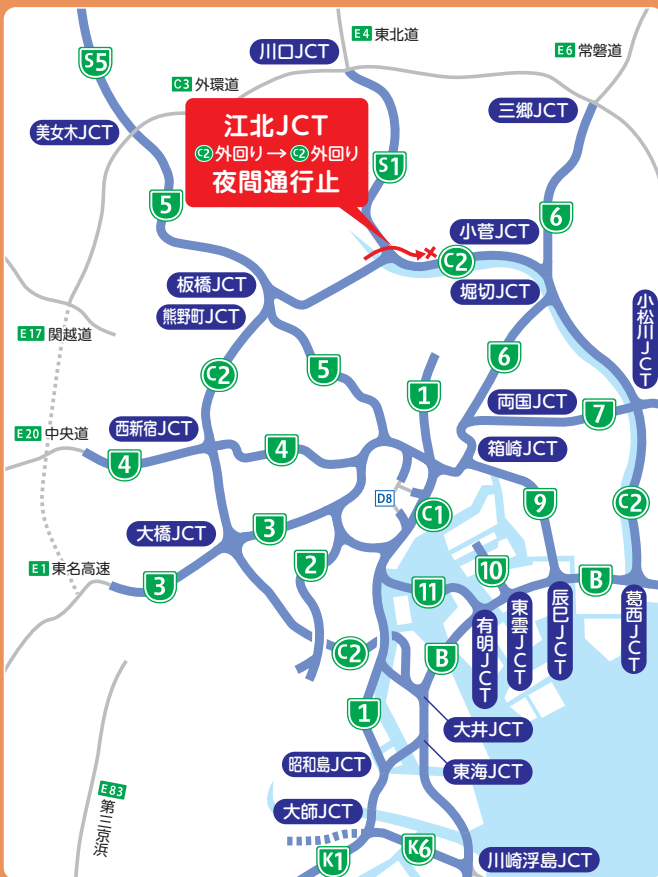 E4 東北道
川口JCT
E6 常磐道
S5
C3 外環道
三郷JCT
美女木JCT
江北JCT
C2外回り→C2外回り
夜間通行止
S1
5
6
小菅JCT
C2
板橋JCT
堀切JCT
熊野町JCT
小松川JCT
E17 関越道
6
5
C2
1
両国JCT
7
西新宿JCT
E20 中央道
4
4
箱崎JCT
D8
9
C2
C1
大橋JCT
3
2
10
B
E1 東名高速
3
11
有明JCT
東雲JCT
辰巳JCT
葛西JCT
C2
B
1
大井JCT
昭和島JCT
東海JCT
E83 第三京浜
大師JCT
K1
K6
川崎浮島JCT